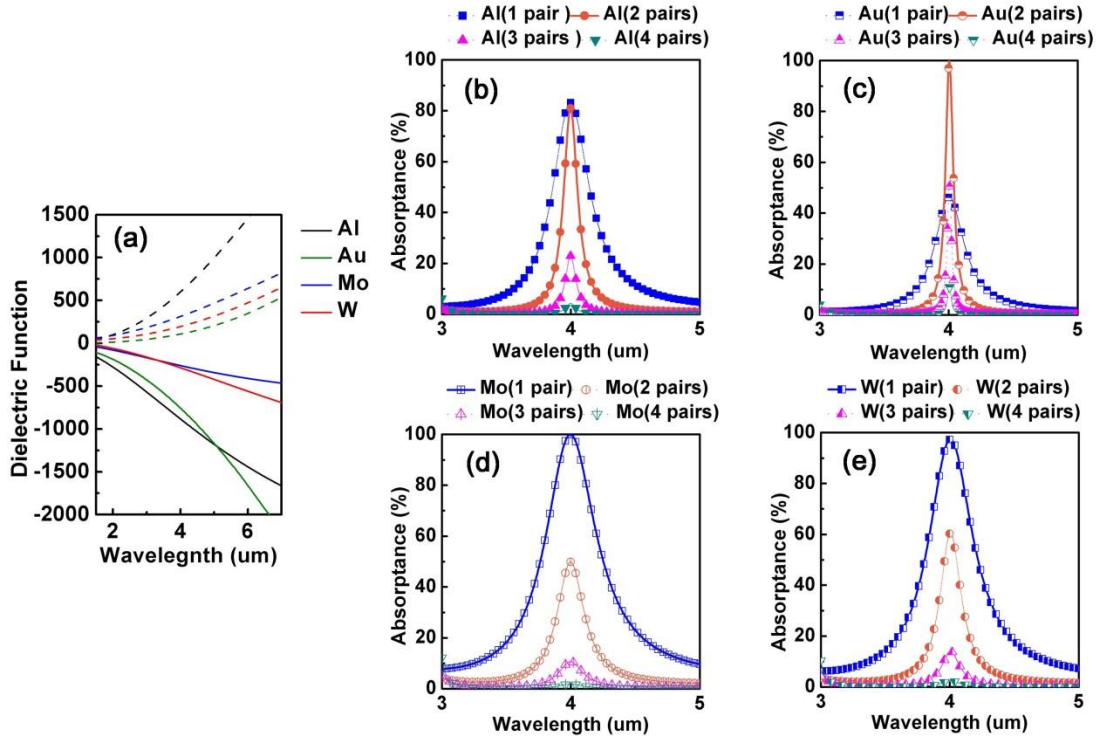 (a)
1500
1000
500
0
-500
-1000
-1500
-2000
2 4 6
Dielectric Function
Wavelegnth (um)
Al
Au
Mo
W
Al(1 pair ) Al(2 pairs)
Al(3 pairs ) Al(4 pairs)
(b)
100
80
60
40
20
0
3 4 5
Absorptance (%)
Wavelength (um)
Au(1 pair) Au(2 pairs)
Au(3 pairs) Au(4 pairs)
(c)
100
80
60
40
20
0
3 4 5
Absorptance (%)
Wavelength (um)
Mo(1 pair) Mo(2 pairs)
Mo(3 pairs) Mo(4 pairs)
(d)
100
80
60
40
20
0
3 4 5
Absorptance (%)
Wavelength (um)
W(1 pair) W(2 pairs)
W(3 pairs) W(4 pairs)
(e)
100
80
60
40
20
0
3 4 5
Absorptance (%)
Wavelength (um)